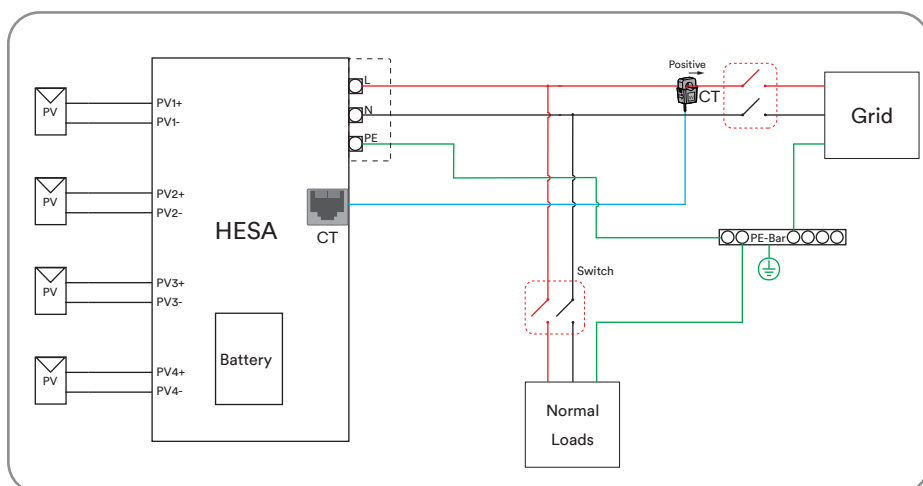 L
Positive
CT
N
PE
PV
PV1+
PV1-
Grid
PV
PV2+
PV2-
HESA
CT
PE-Bar
PV
PV3+
PV3-
Switch
Battery
PV
PV4+
PV4-
Normal
Loads